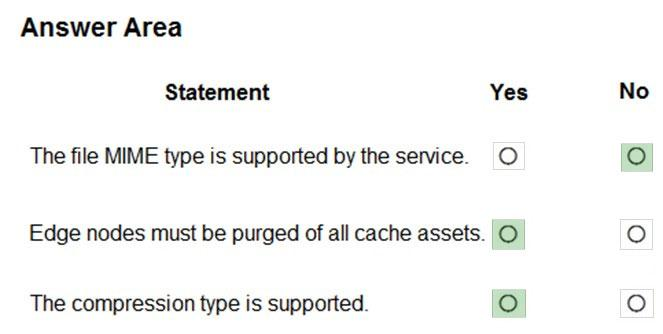 Answer Area
Statement Yes No
The file MIME type is supported by the service.
Edge nodes must be purged of all cache assets.
The compression type is supported.